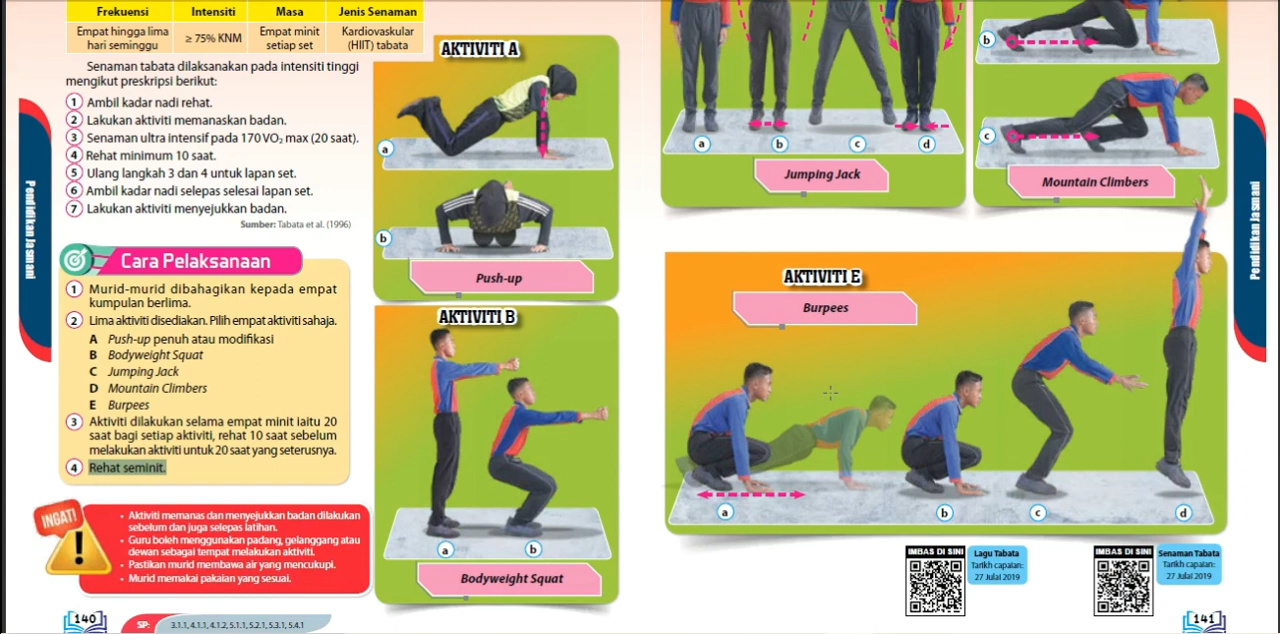 Frekuensi Intensiti Masa Jenis Senaman
Empat hingga lima
hari seminggu
≥ 75% KNM
Empat minit
setiap set
Kardiovaskular
(HIIT) tabata
Senaman tabata dilaksanakan pada intensiti tinggi
mengikut preskripsi berikut:
1 Ambil kadar nadi rehat.
2 Lakukan aktiviti memanaskan badan.
3 Senaman ultra intensif pada 170 VO₂ max (20 saat).
4 Rehat minimum 10 saat.
5 Ulang langkah 3 dan 4 untuk lapan set.
6 Ambil kadar nadi selepas selesai lapan set.
7 Lakukan aktiviti menyejukkan badan.
Sumber: Tabata et al. (1996)
Pendidikan Jasmani
Cara Pelaksanaan
1 Murid-murid dibahagikan kepada empat
kumpulan berlima.
2 Lima aktiviti disediakan. Pilih empat aktiviti sahaja.
A Push-up penuh atau modifikasi
B Bodyweight Squat
C Jumping Jack
D Mountain Climbers
E Burpees
3 Aktiviti dilakukan selama empat minit iaitu 20
saat bagi setiap aktiviti, rehat 10 saat sebelum
melakukan aktiviti untuk 20 saat yang seterusnya.
4 Rehat seminit.
INGAT!
• Aktiviti memanas dan menyejukkan badan dilakukan
sebelum dan juga selepas latihan.
• Guru boleh menggunakan padang, gelanggang atau
dewan sebagai tempat melakukan aktiviti.
• Pastikan murid membawa air yang mencukupi.
• Murid memakai pakaian yang sesuai.
140
SP: 3.1.1, 4.1.1, 4.1.2, 5.1.1, 5.2.1, 5.3.1, 5.4.1
AKTIVITI A
a
b
Push-up
AKTIVITI B
a b
Bodyweight Squat
a b c d
Jumping Jack
b
c
Mountain Climbers
AKTIVITI E
Burpees
a b c d
IMBAS DI SINI
Lagu Tabata
Tarikh capaian:
27 Julai 2019
IMBAS DI SINI
Senaman Tabata
Tarikh capaian:
27 Julai 2019
Pendidikan Jasmani
141